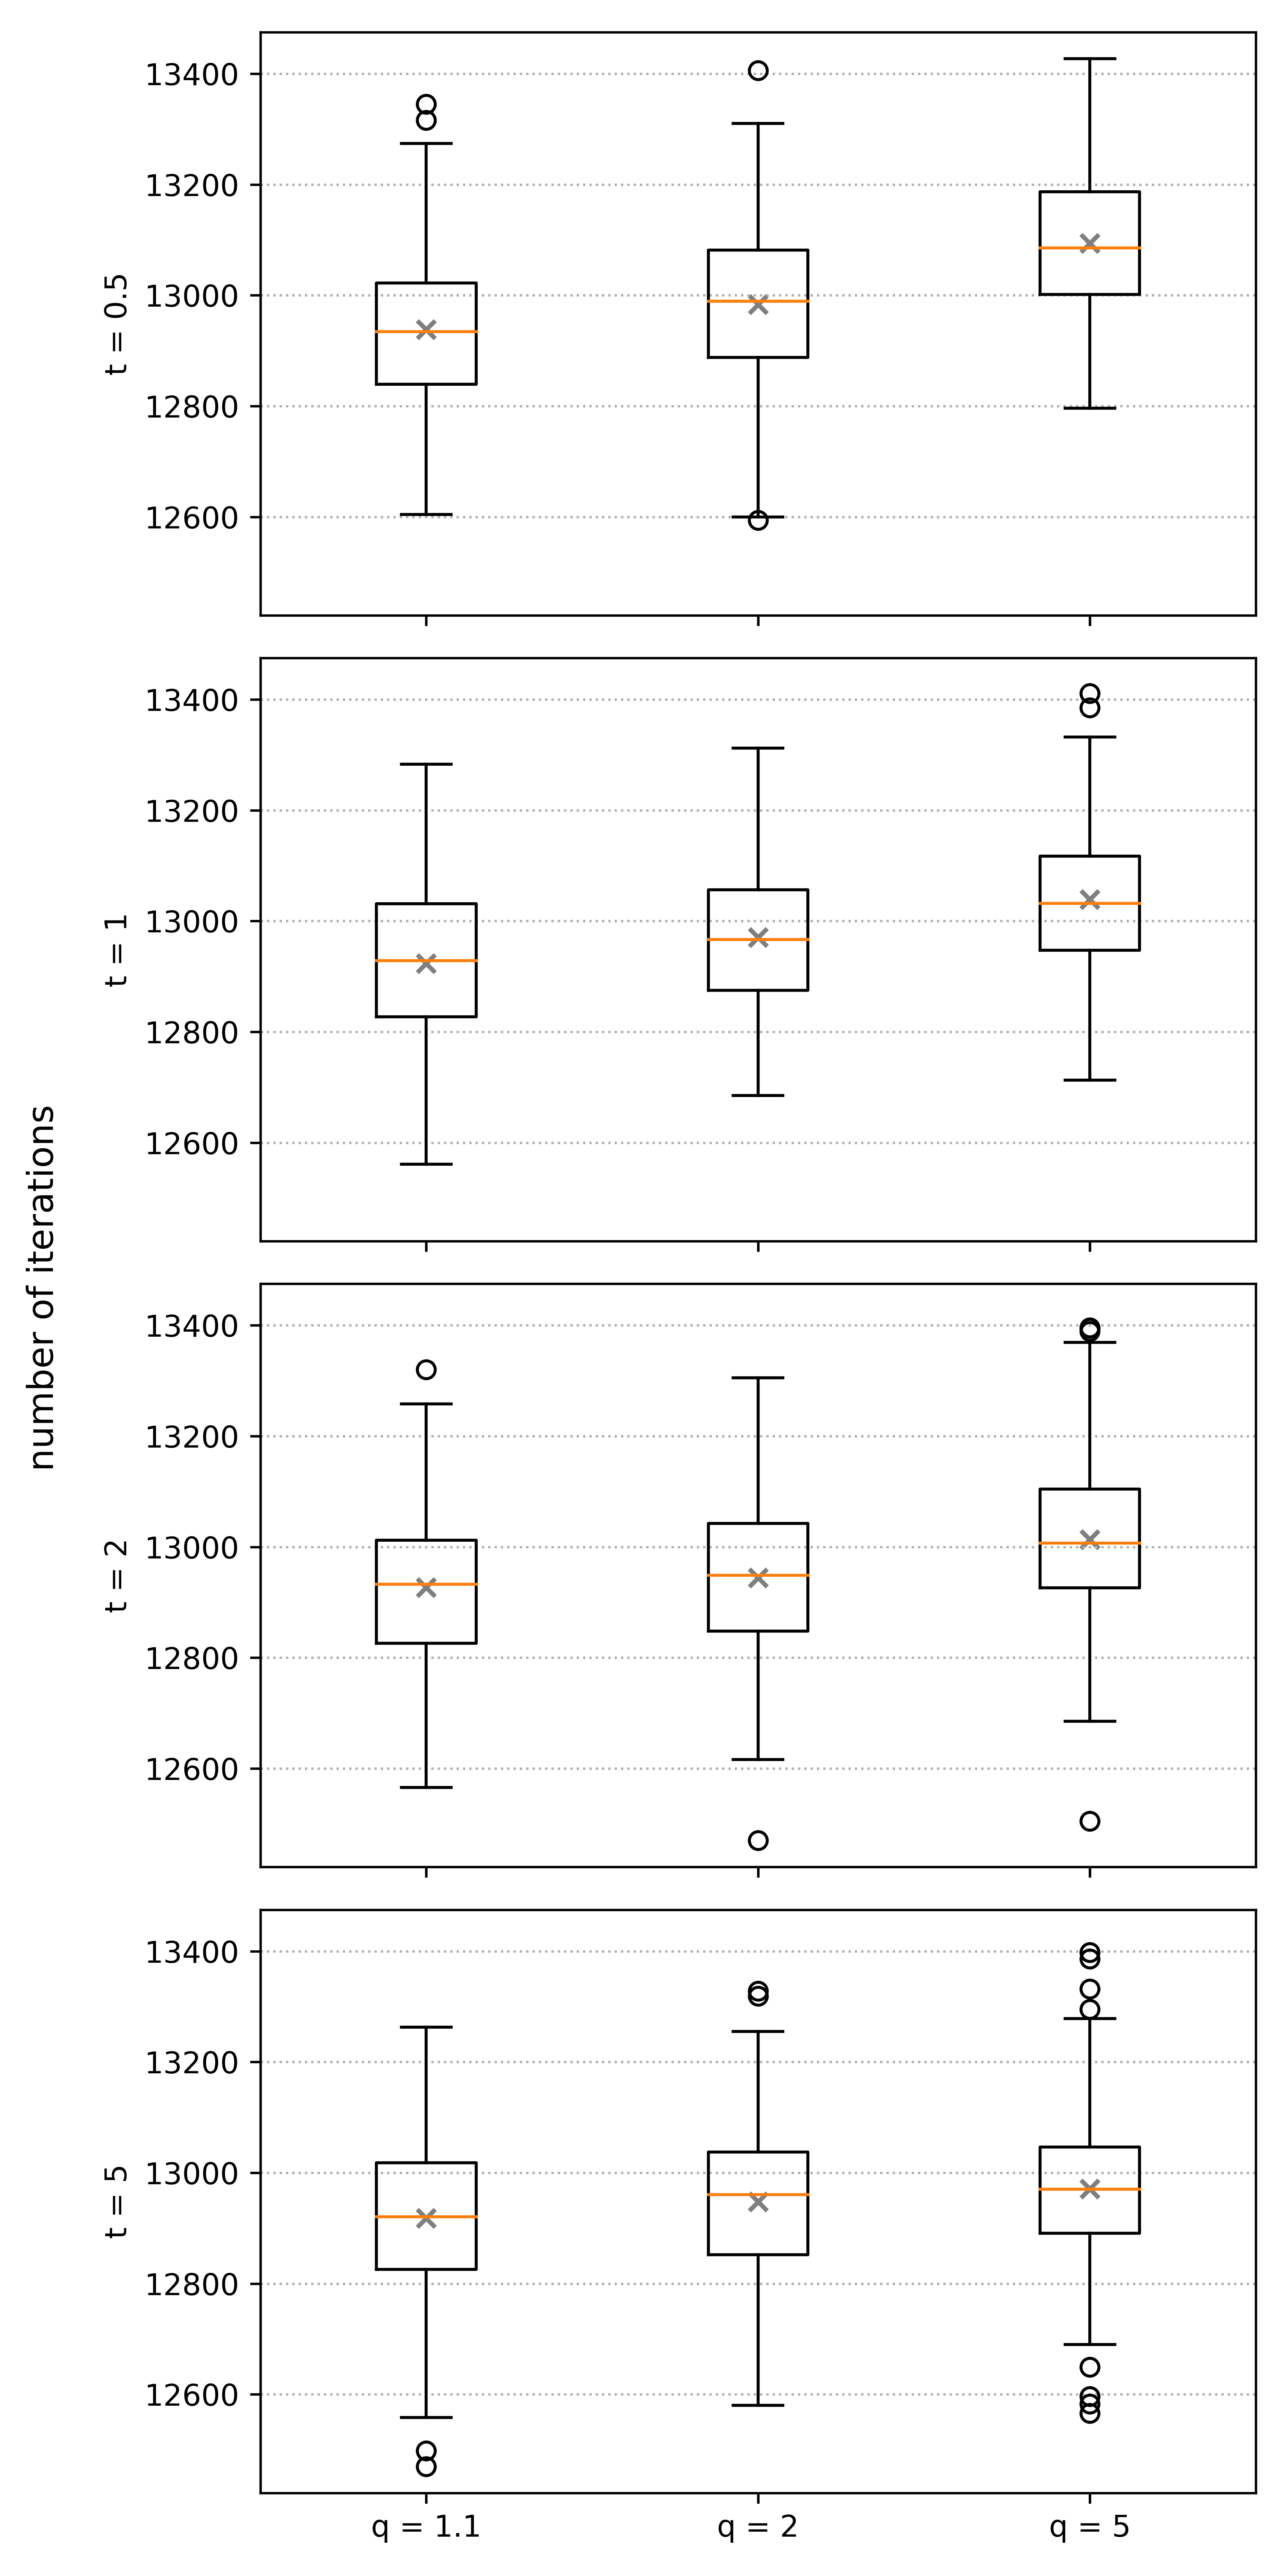 number of iterations
t = 0.5
13400
13200
13000
12800
12600
t = 1
13400
13200
13000
12800
12600
t = 2
13400
13200
13000
12800
12600
t = 5
13400
13200
13000
12800
12600
q = 1.1
q = 2
q = 5